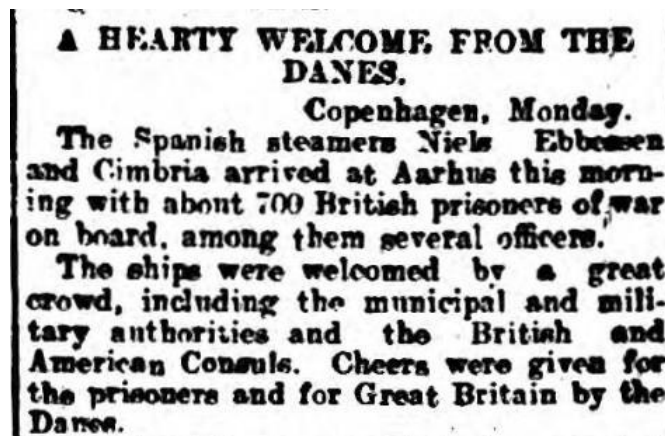 A HEARTY WELCOME FROM THE
DANES.
Copenhagen, Monday.
The Spanish steamers Niels Ebbesen
and Cimbria arrived at Aarhus this morn-
ing with about 700 British prisoners of war
on board, among them several officers.
The ships were welcomed by a great
crowd, including the municipal and mili-
tary authorities and the British and
American Consuls. Cheers were given for
the prisoners and for Great Britain by the
Danes.